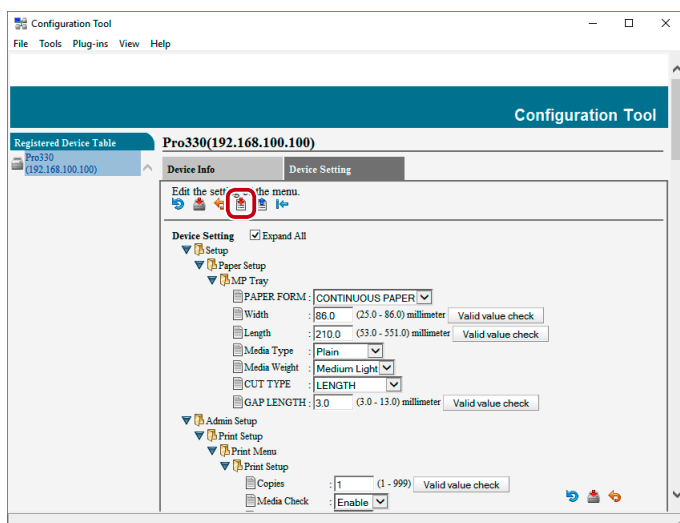 Configuration Tool
File Tools Plug-ins View Help
Configuration Tool
Registered Device Table
Pro330
(192.168.100.100)
Pro330(192.168.100.100)
Device Info Device Setting
Edit the setting the menu.
Device Setting Expand All
Setup
Paper Setup
MP Tray
PAPER FORM : CONTINUOUS PAPER
Width : 86.0 (25.0 - 86.0) millimeter Valid value check
Length : 210.0 (53.0 - 551.0) millimeter Valid value check
Media Type : Plain
Media Weight : Medium Light
CUT TYPE : LENGTH
GAP LENGTH : 3.0 (3.0 - 13.0) millimeter Valid value check
Admin Setup
Print Setup
Print Menu
Print Setup
Copies : 1 (1 - 999) Valid value check
Media Check : Enable